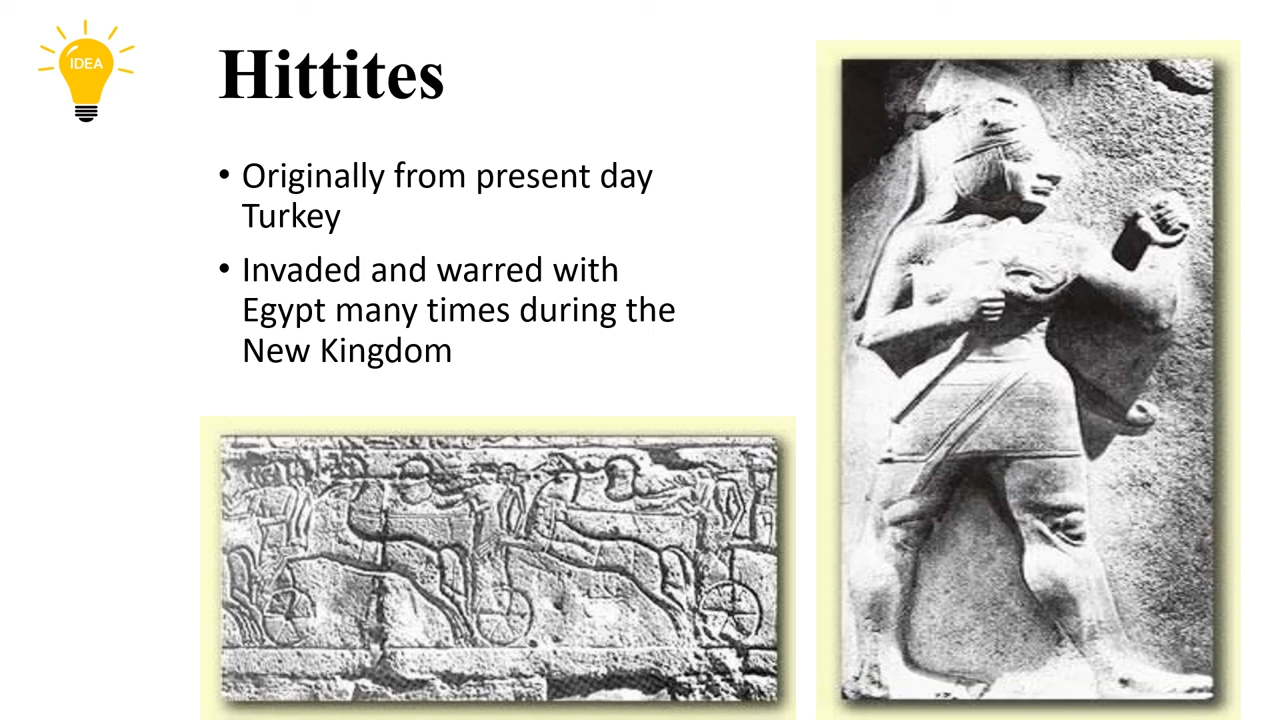 IDEA
Hittites
• Originally from present day
Turkey
• Invaded and warred with
Egypt many times during the
New Kingdom